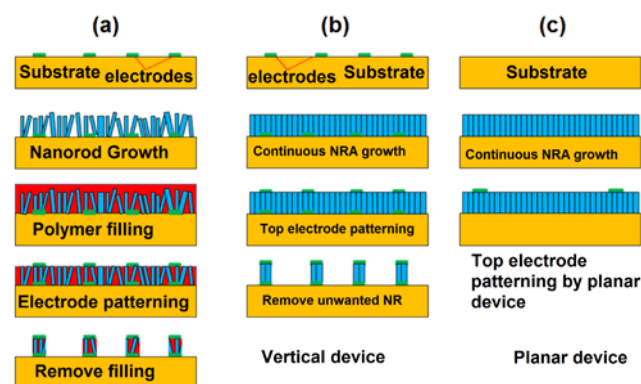 (a)
Substrate
electrodes
Nanorod Growth
Polymer filling
Electrode patterning
Remove filling
(b)
electrodes
Substrate
Continuous NRA growth
Top electrode patterning
Remove unwanted NR
Vertical device
(c)
Substrate
Continuous NRA growth
Top electrode
patterning by planar
device
Planar device